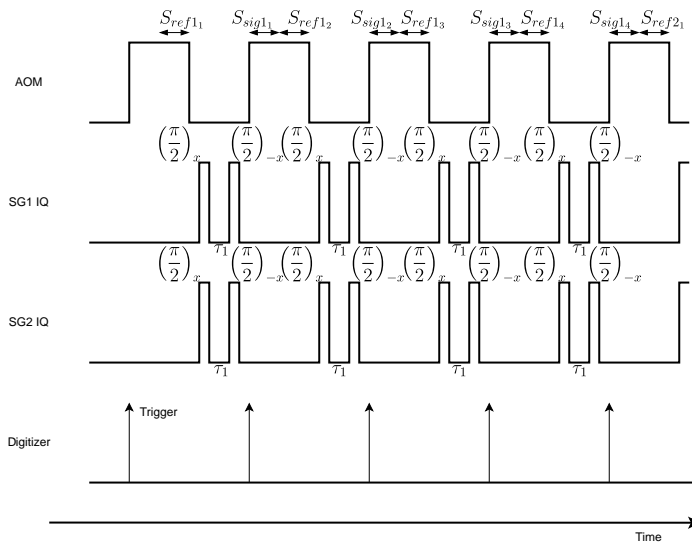 S_{ref1_1} S_{sig1_1} S_{ref1_2} S_{sig1_2} S_{ref1_3} S_{sig1_3} S_{ref1_4} S_{sig1_4} S_{ref2_1}
AOM
(π/2)_x (π/2)_{-x} (π/2)_x (π/2)_{-x} (π/2)_x (π/2)_{-x} (π/2)_x (π/2)_{-x}
SG1 IQ
τ_1 τ_1 τ_1 τ_1
(π/2)_x (π/2)_{-x} (π/2)_x (π/2)_{-x} (π/2)_x (π/2)_{-x} (π/2)_x (π/2)_{-x}
SG2 IQ
τ_1 τ_1 τ_1 τ_1
Trigger
Digitizer
Time